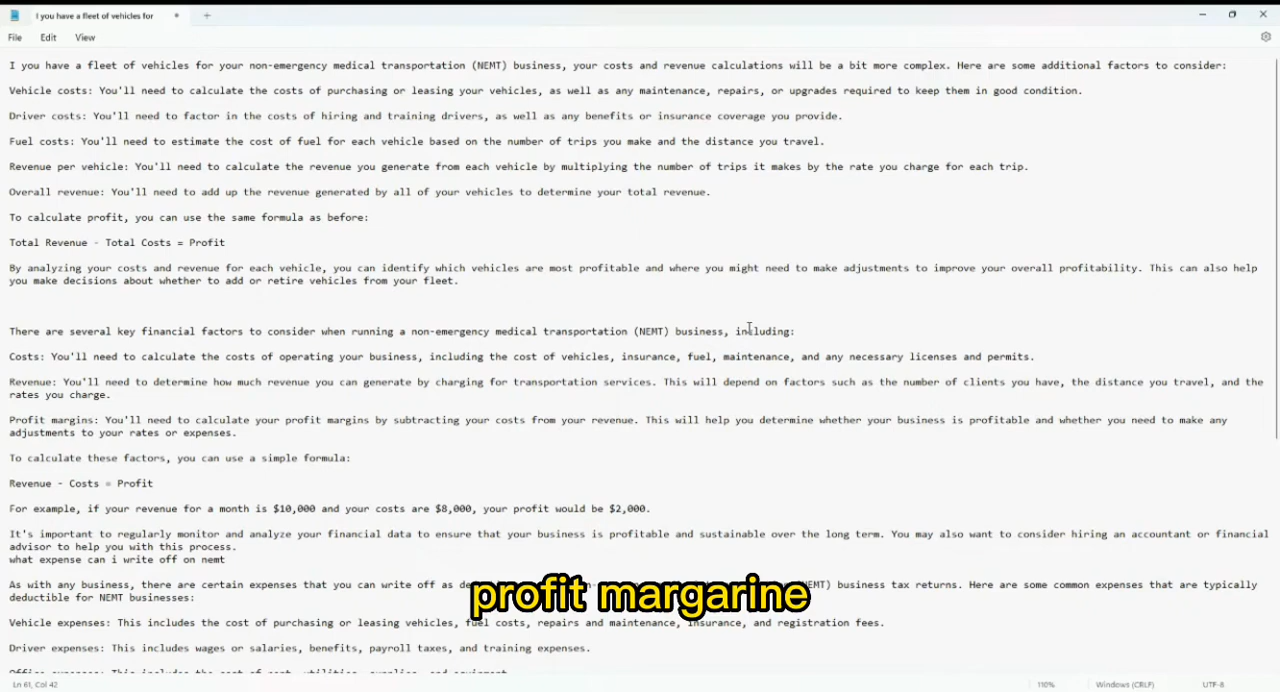 I you have a fleet of vehicles for
File Edit View
I you have a fleet of vehicles for your non-emergency medical transportation (NEMT) business, your costs and revenue calculations will be a bit more complex. Here are some additional factors to consider:
Vehicle costs: You'll need to calculate the costs of purchasing or leasing your vehicles, as well as any maintenance, repairs, or upgrades required to keep them in good condition.
Driver costs: You'll need to factor in the costs of hiring and training drivers, as well as any benefits or insurance coverage you provide.
Fuel costs: You'll need to estimate the cost of fuel for each vehicle based on the number of trips you make and the distance you travel.
Revenue per vehicle: You'll need to calculate the revenue you generate from each vehicle by multiplying the number of trips it makes by the rate you charge for each trip.
Overall revenue: You'll need to add up the revenue generated by all of your vehicles to determine your total revenue.
To calculate profit, you can use the same formula as before:
Total Revenue - Total Costs = Profit
By analyzing your costs and revenue for each vehicle, you can identify which vehicles are most profitable and where you might need to make adjustments to improve your overall profitability. This can also help
you make decisions about whether to add or retire vehicles from your fleet.
There are several key financial factors to consider when running a non-emergency medical transportation (NEMT) business, including:
Costs: You'll need to calculate the costs of operating your business, including the cost of vehicles, insurance, fuel, maintenance, and any necessary licenses and permits.
Revenue: You'll need to determine how much revenue you can generate by charging for transportation services. This will depend on factors such as the number of clients you have, the distance you travel, and the
rates you charge.
Profit margins: You'll need to calculate your profit margins by subtracting your costs from your revenue. This will help you determine whether your business is profitable and whether you need to make any
adjustments to your rates or expenses.
To calculate these factors, you can use a simple formula:
Revenue - Costs = Profit
For example, if your revenue for a month is $10,000 and your costs are $8,000, your profit would be $2,000.
It's important to regularly monitor and analyze your financial data to ensure that your business is profitable and sustainable over the long term. You may also want to consider hiring an accountant or financial
advisor to help you with this process.
what expense can i write off on nemt
As with any business, there are certain expenses that you can write off as NEMT) business tax returns. Here are some common expenses that are typically
deductible for NEMT businesses:
profit margarine
Vehicle expenses: This includes the cost of purchasing or leasing vehicles, fuel costs, repairs and maintenance, insurance, and registration fees.
Driver expenses: This includes wages or salaries, benefits, payroll taxes, and training expenses.
Office expenses: This includes the cost of rent, utilities, supplies, and equipment.
Ln 61, Col 42
110%
Windows (CRLF)
UTF-8